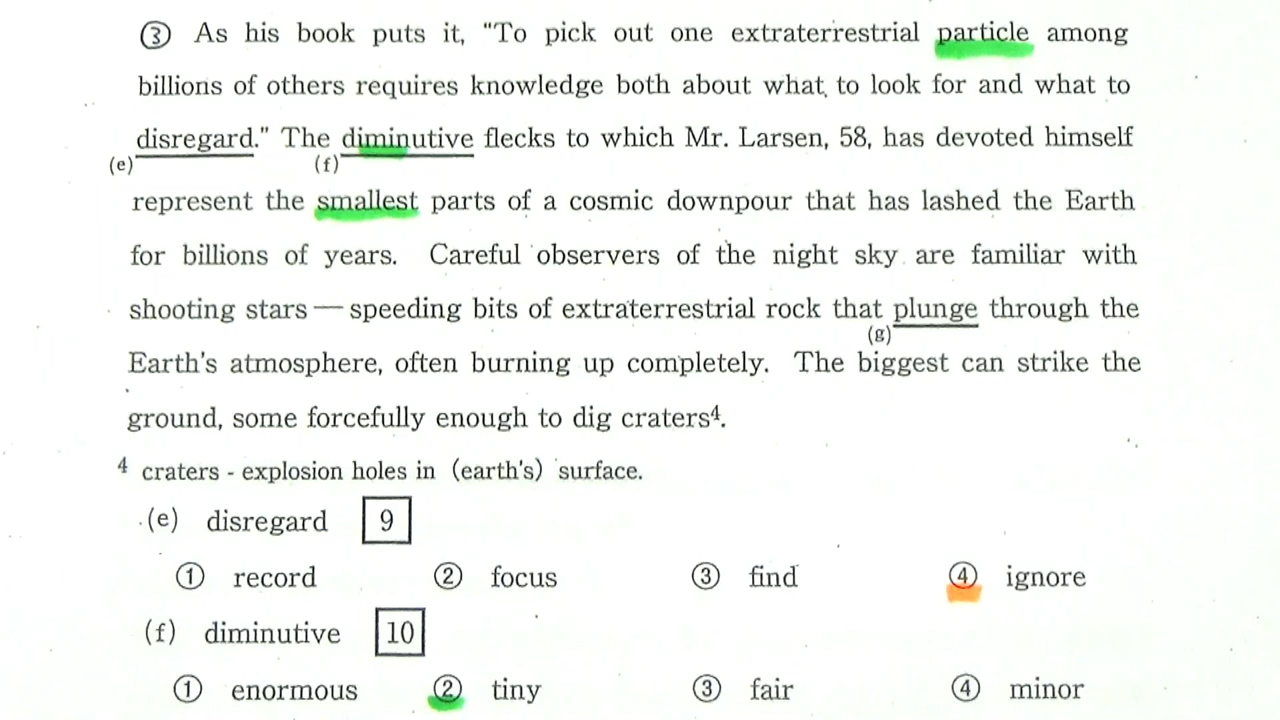 ③ As his book puts it, "To pick out one extraterrestrial particle among
billions of others requires knowledge both about what to look for and what to
disregard." The diminutive flecks to which Mr. Larsen, 58, has devoted himself
(e) (f)
represent the smallest parts of a cosmic downpour that has lashed the Earth
for billions of years. Careful observers of the night sky are familiar with
shooting stars — speeding bits of extraterrestrial rock that plunge through the
(g)
Earth's atmosphere, often burning up completely. The biggest can strike the
ground, some forcefully enough to dig craters⁴.
⁴ craters - explosion holes in (earth's) surface.
(e) disregard 9
① record ② focus ③ find ④ ignore
(f) diminutive 10
① enormous ② tiny ③ fair ④ minor